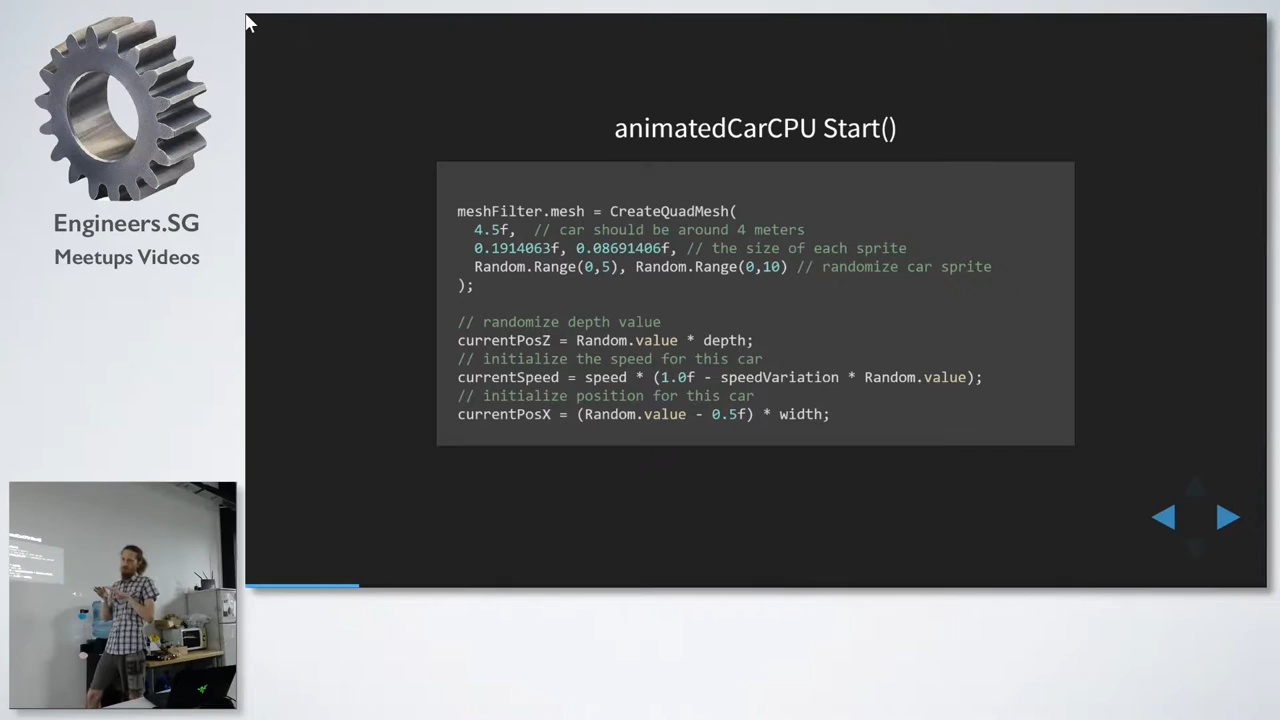 Engineers.SG
Meetups Videos
animatedCarCPU Start()
meshFilter.mesh = CreateQuadMesh(
4.5f, // car should be around 4 meters
0.1914063f, 0.08691406f, // the size of each sprite
Random.Range(0,5), Random.Range(0,10) // randomize car sprite
);
// randomize depth value
currentPosZ = Random.value * depth;
// initialize the speed for this car
currentSpeed = speed * (1.0f - speedVariation * Random.value);
// initialize position for this car
currentPosX = (Random.value - 0.5f) * width;